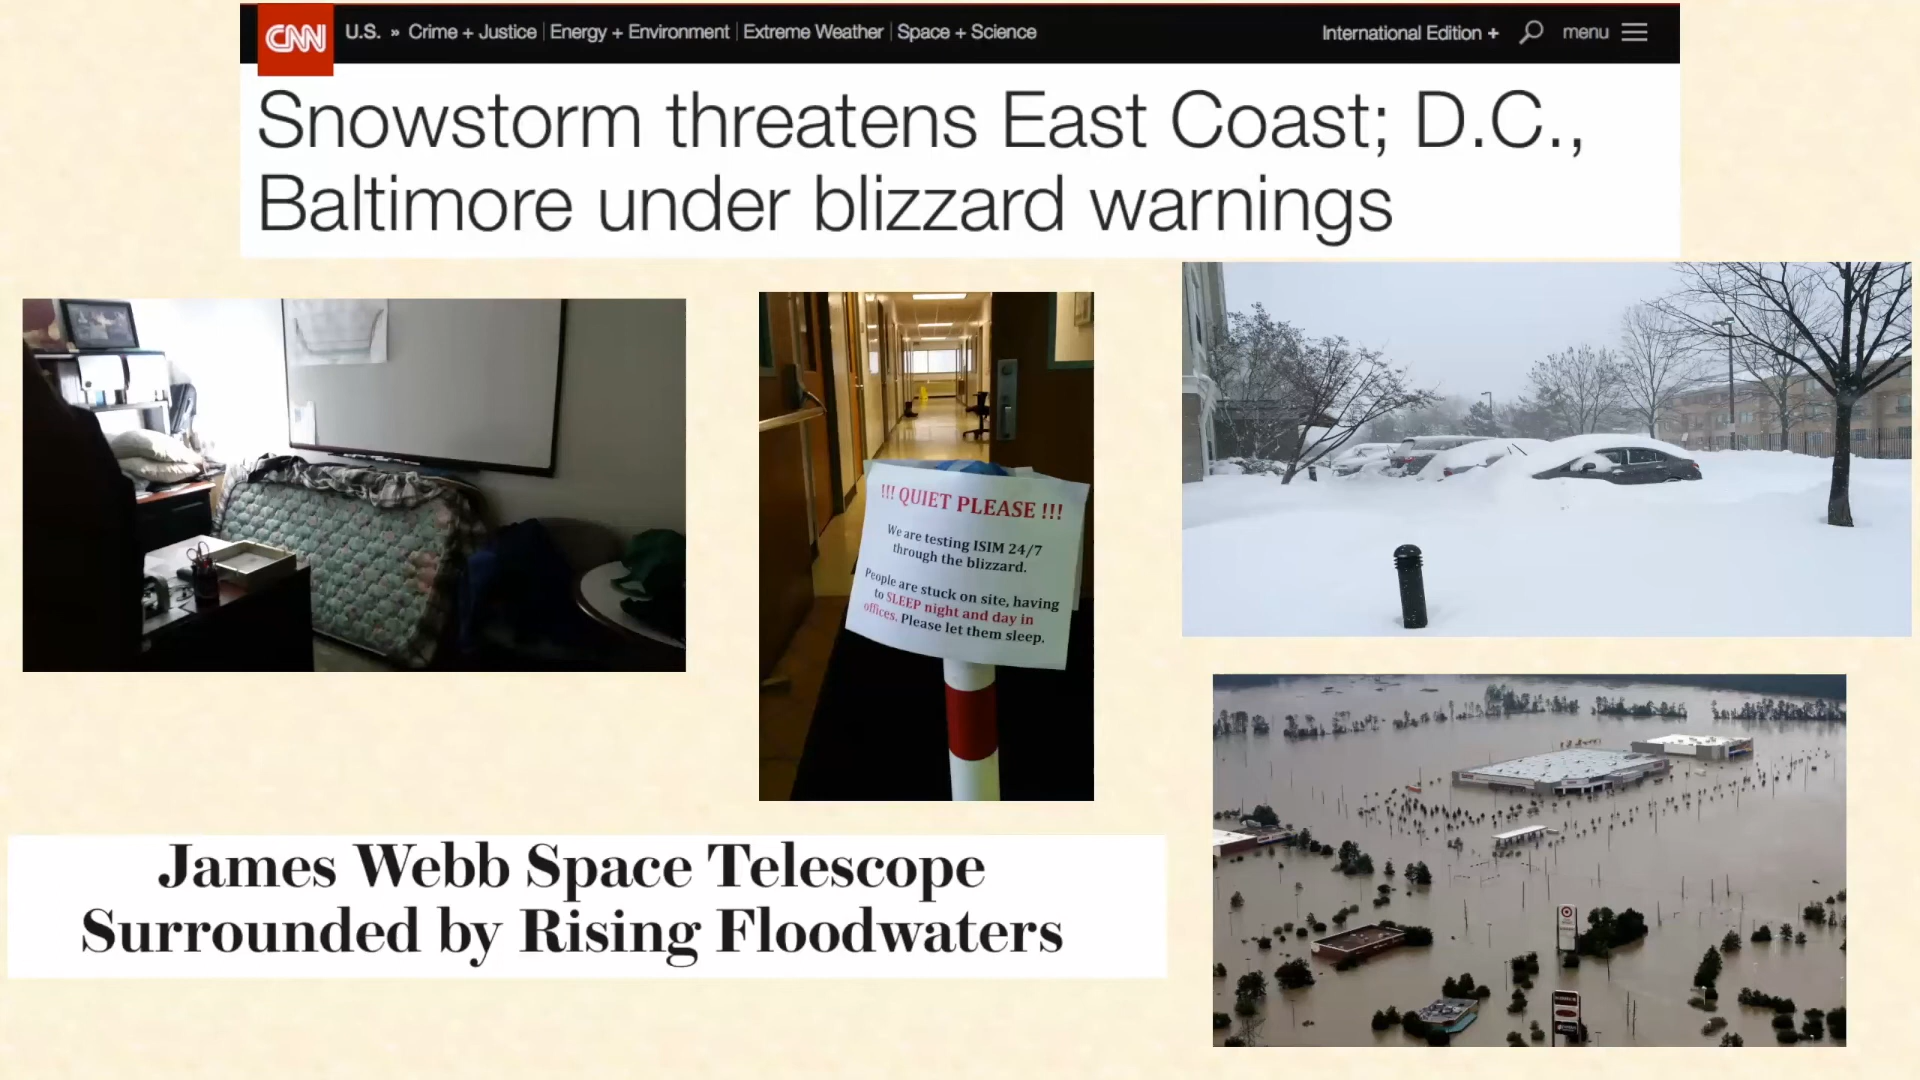 CNN U.S. » Crime + Justice | Energy + Environment | Extreme Weather | Space + Science International Edition + menu
Snowstorm threatens East Coast; D.C.,
Baltimore under blizzard warnings
!!! QUIET PLEASE !!!
We are testing ISIM 24/7
through the blizzard.
People are stuck on site, having
to SLEEP night and day in
offices. Please let them sleep.
James Webb Space Telescope
Surrounded by Rising Floodwaters